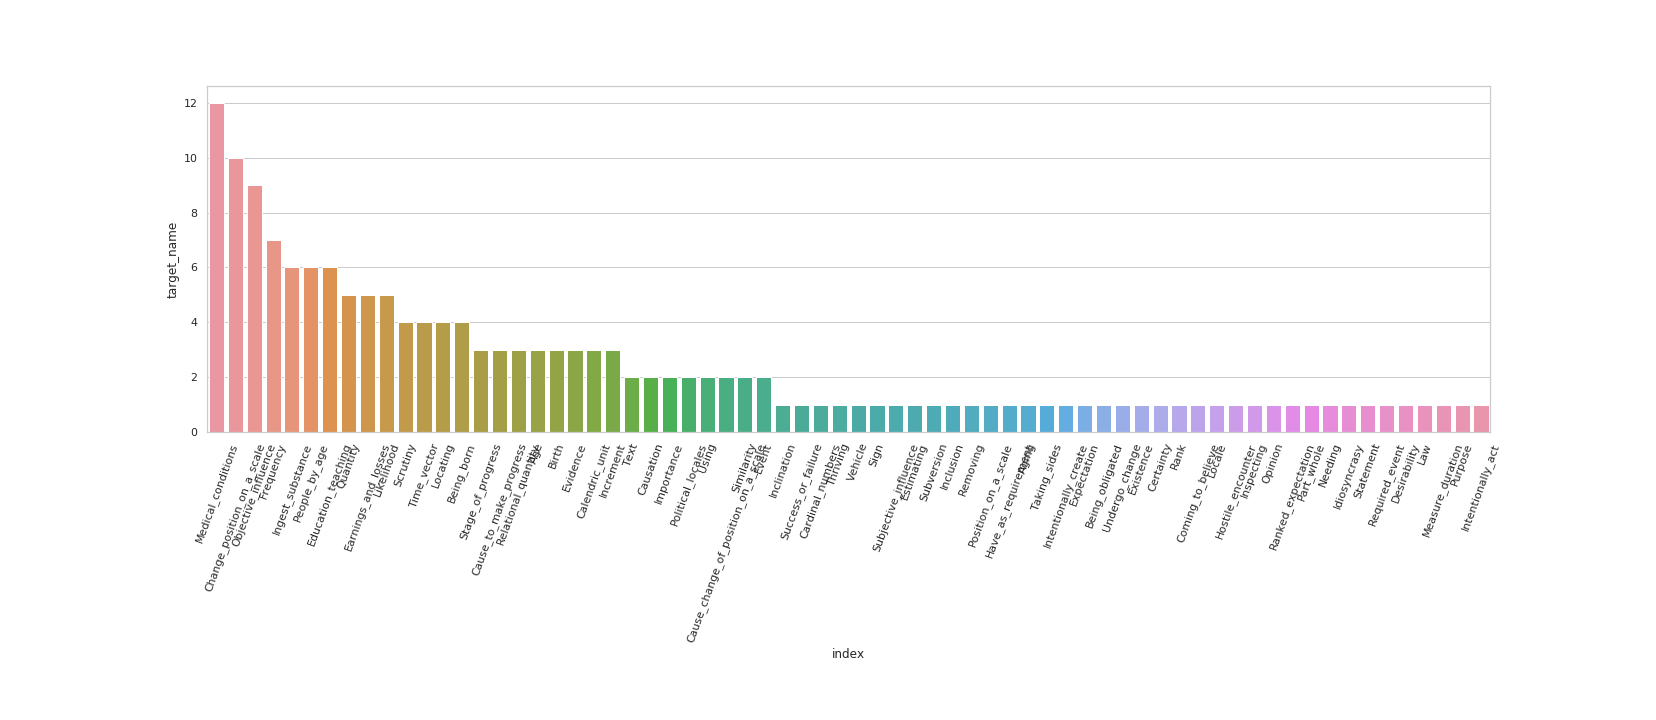 12
10
8
6
4
2
0
target_name
Medical_conditions
Change_position_on_a_scale
Objective_influence
Frequency
Ingest_substance
People_by_age
Education_teaching
Quantity
Earnings_and_losses
Likelihood
Scrutiny
Time_vector
Locating
Being_born
Stage_of_progress
Cause_to_make_progress
Relational_quantity
Age
Birth
Evidence
Calendric_unit
Increment
Text
Causation
Importance
Political_locales
Using
Cause_change_of_position_on_a_scale
Similarity
Event
Inclination
Success_or_failure
Cardinal_numbers
Thriving
Vehicle
Sign
Subjective_influence
Estimating
Subversion
Inclusion
Removing
Position_on_a_scale
Have_as_requirement
Aging
Taking_sides
Intentionally_create
Expectation
Being_obligated
Undergo_change
Existence
Certainty
Rank
Coming_to_believe
Locale
Hostile_encounter
Inspecting
Opinion
Ranked_expectation
Part_whole
Needing
Idiosyncrasy
Statement
Required_event
Desirability
Law
Measure_duration
Purpose
Intentionally_act
index